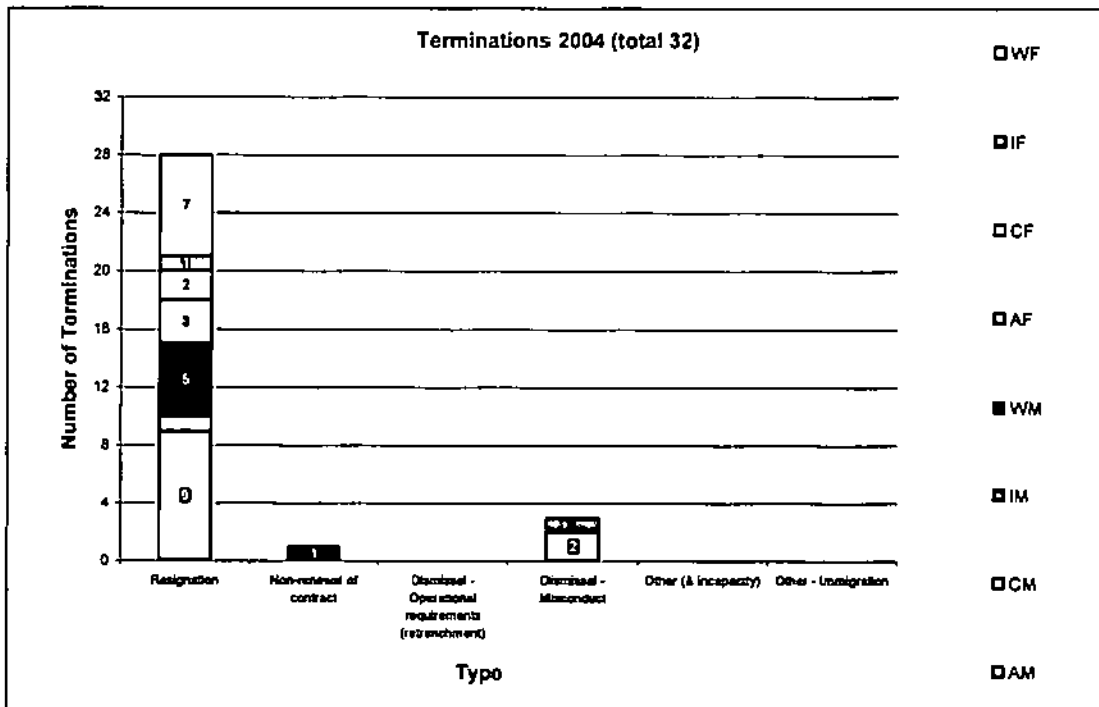 Terminations 2004 (total 32)
Number of Torminations
32
28
24
20
16
12
8
4
0
7
1
2
3
5
9
1
2
Resignation
Non-renewal of
contract
Dismissal -
Operational
requirements
(retrenchment)
Dismissal -
Misconduct
Other (& incapacity)
Other - Immigration
Typo
WF
IF
CF
AF
WM
IM
CM
AM